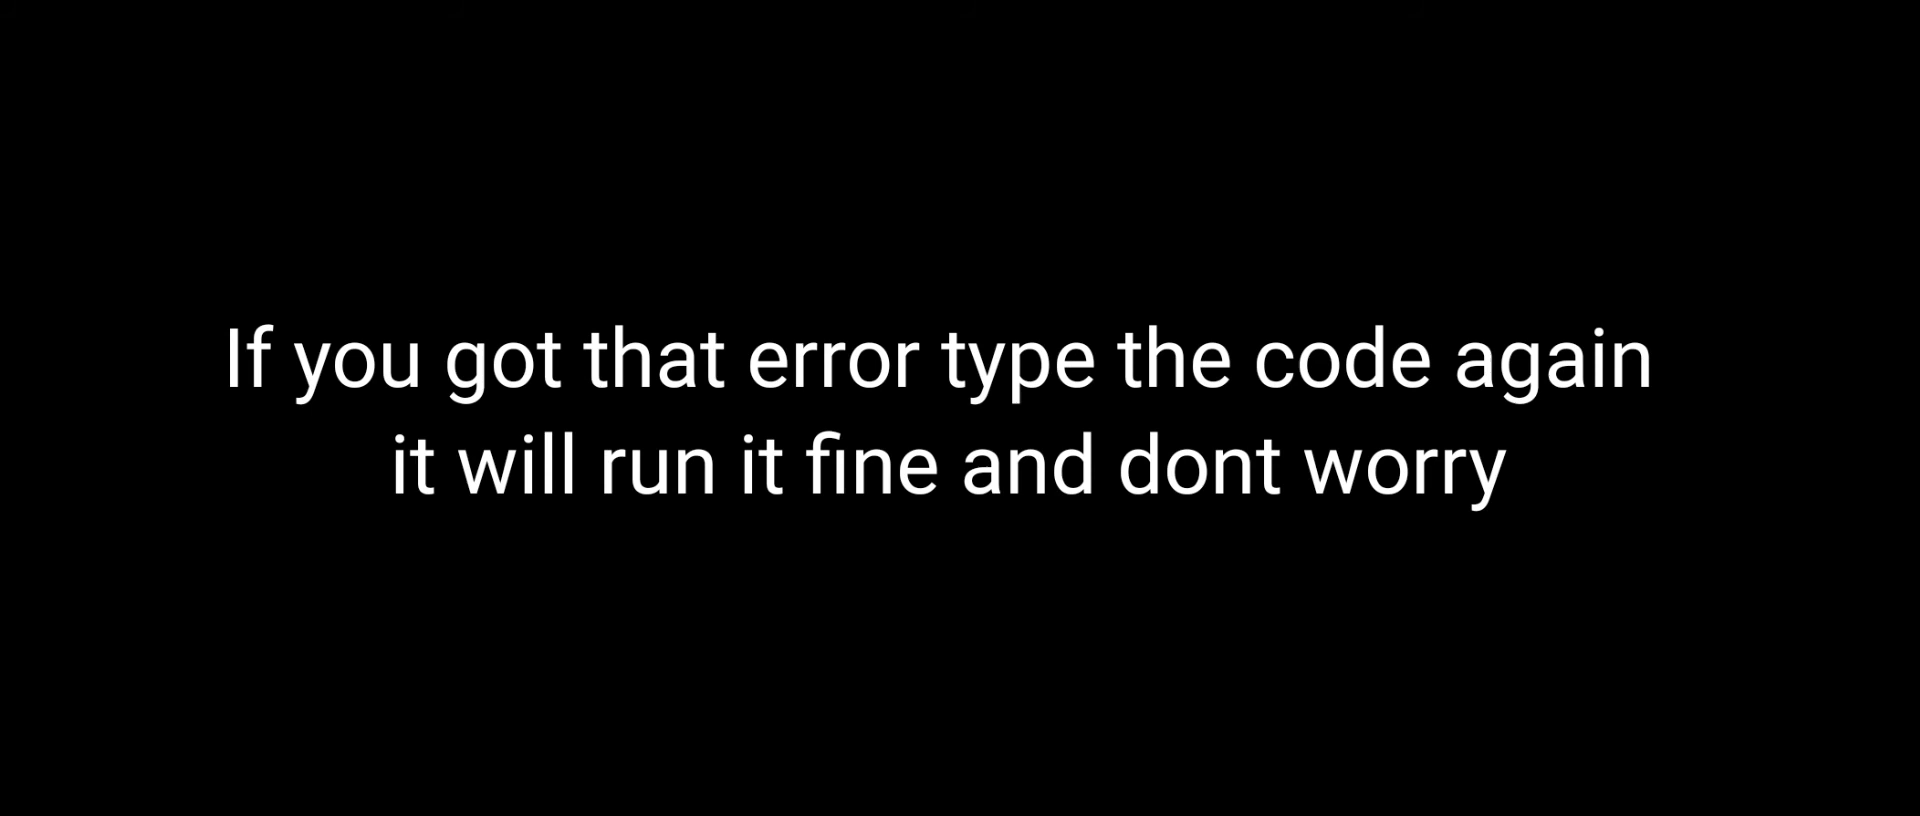 If you got that error type the code again
it will run it fine and dont worry